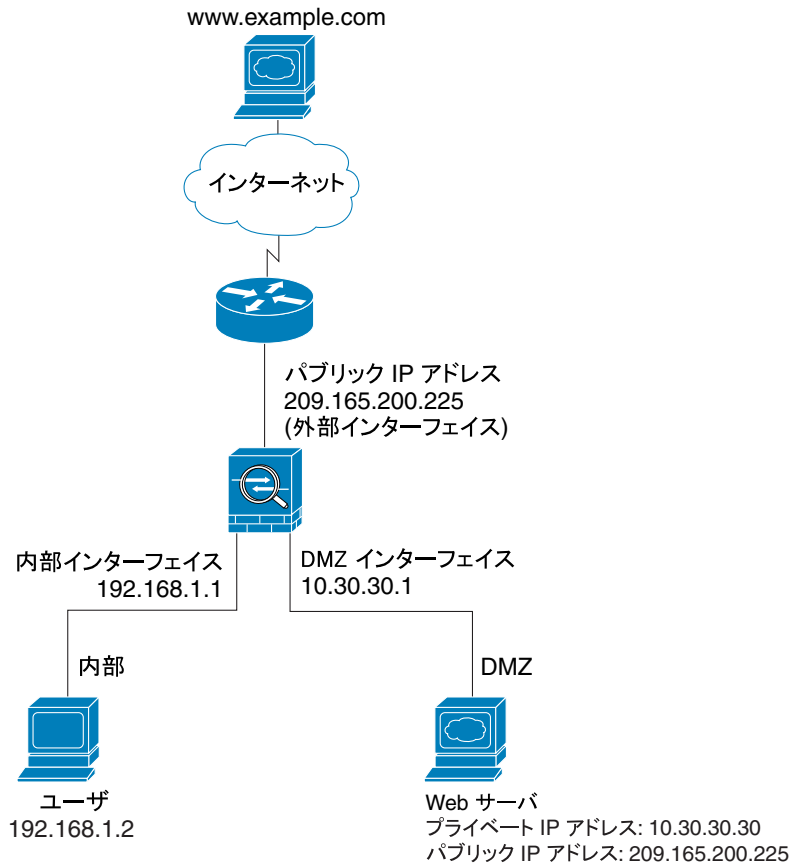 www.example.com
インターネット
パブリック IP アドレス
209.165.200.225
(外部インターフェイス)
内部インターフェイス
192.168.1.1
DMZ インターフェイス
10.30.30.1
内部
DMZ
ユーザ
192.168.1.2
Web サーバ
プライベート IP アドレス: 10.30.30.30
パブリック IP アドレス: 209.165.200.225